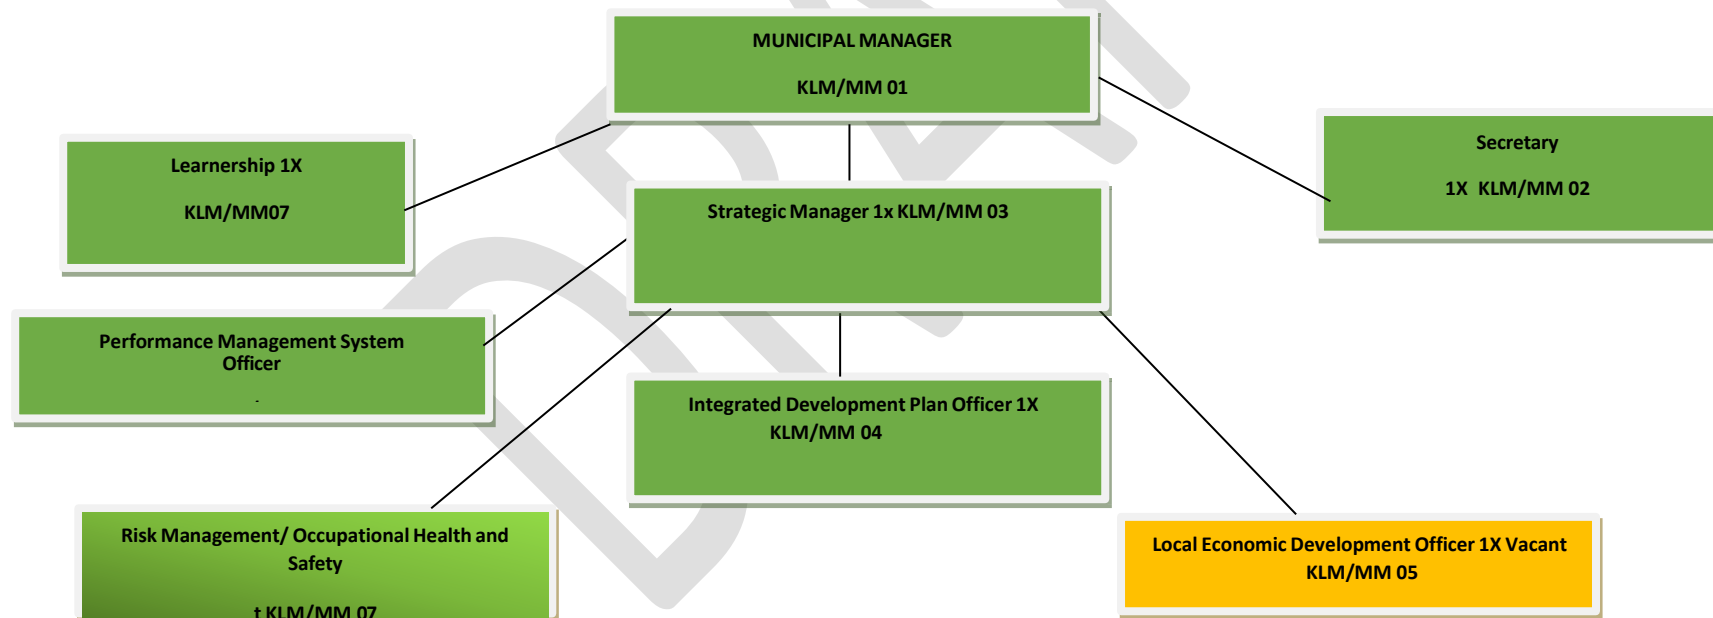 MUNICIPAL MANAGER
KLM/MM 01
Learnership 1X
KLM/MM07
Secretary
1X KLM/MM 02
Strategic Manager 1x KLM/MM 03
Performance Management System
Officer
.
Integrated Development Plan Officer 1X
KLM/MM 04
Risk Management/ Occupational Health and
Safety
t KLM/MM 07
Local Economic Development Officer 1X Vacant
KLM/MM 05